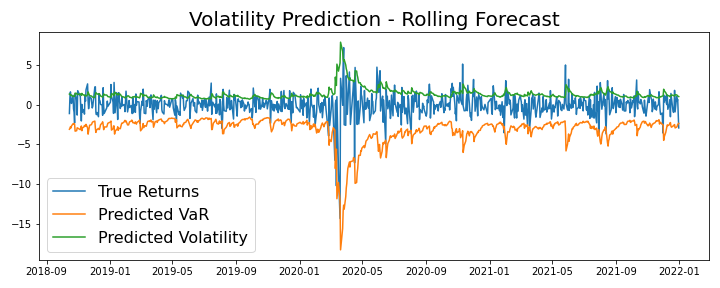 Volatility Prediction - Rolling Forecast
5
0
−5
−10
−15
True Returns
Predicted VaR
Predicted Volatility
2018-09 2019-01 2019-05 2019-09 2020-01 2020-05 2020-09 2021-01 2021-05 2021-09 2022-01